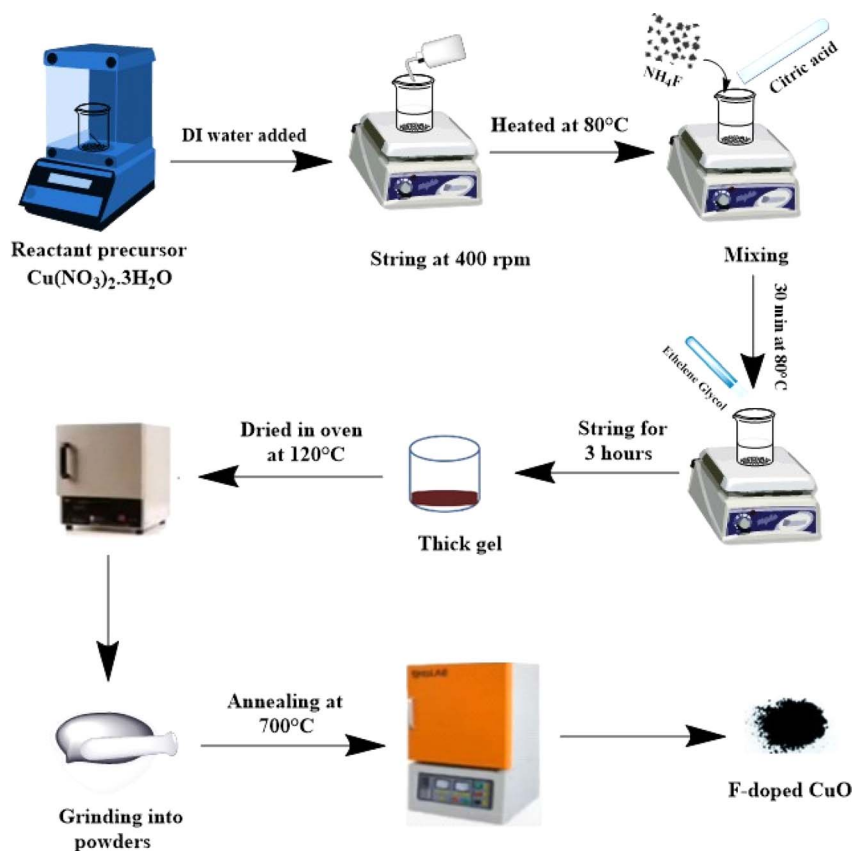 DI water added
Heated at 80°C
NH₄F
Citric acid
Reactant precursor
Cu(NO₃)₂.3H₂O
String at 400 rpm
Mixing
30 min at 80°C
Ethelene Glycol
String for
3 hours
Dried in oven
at 120°C
Thick gel
Annealing at
700°C
Grinding into
powders
F-doped CuO